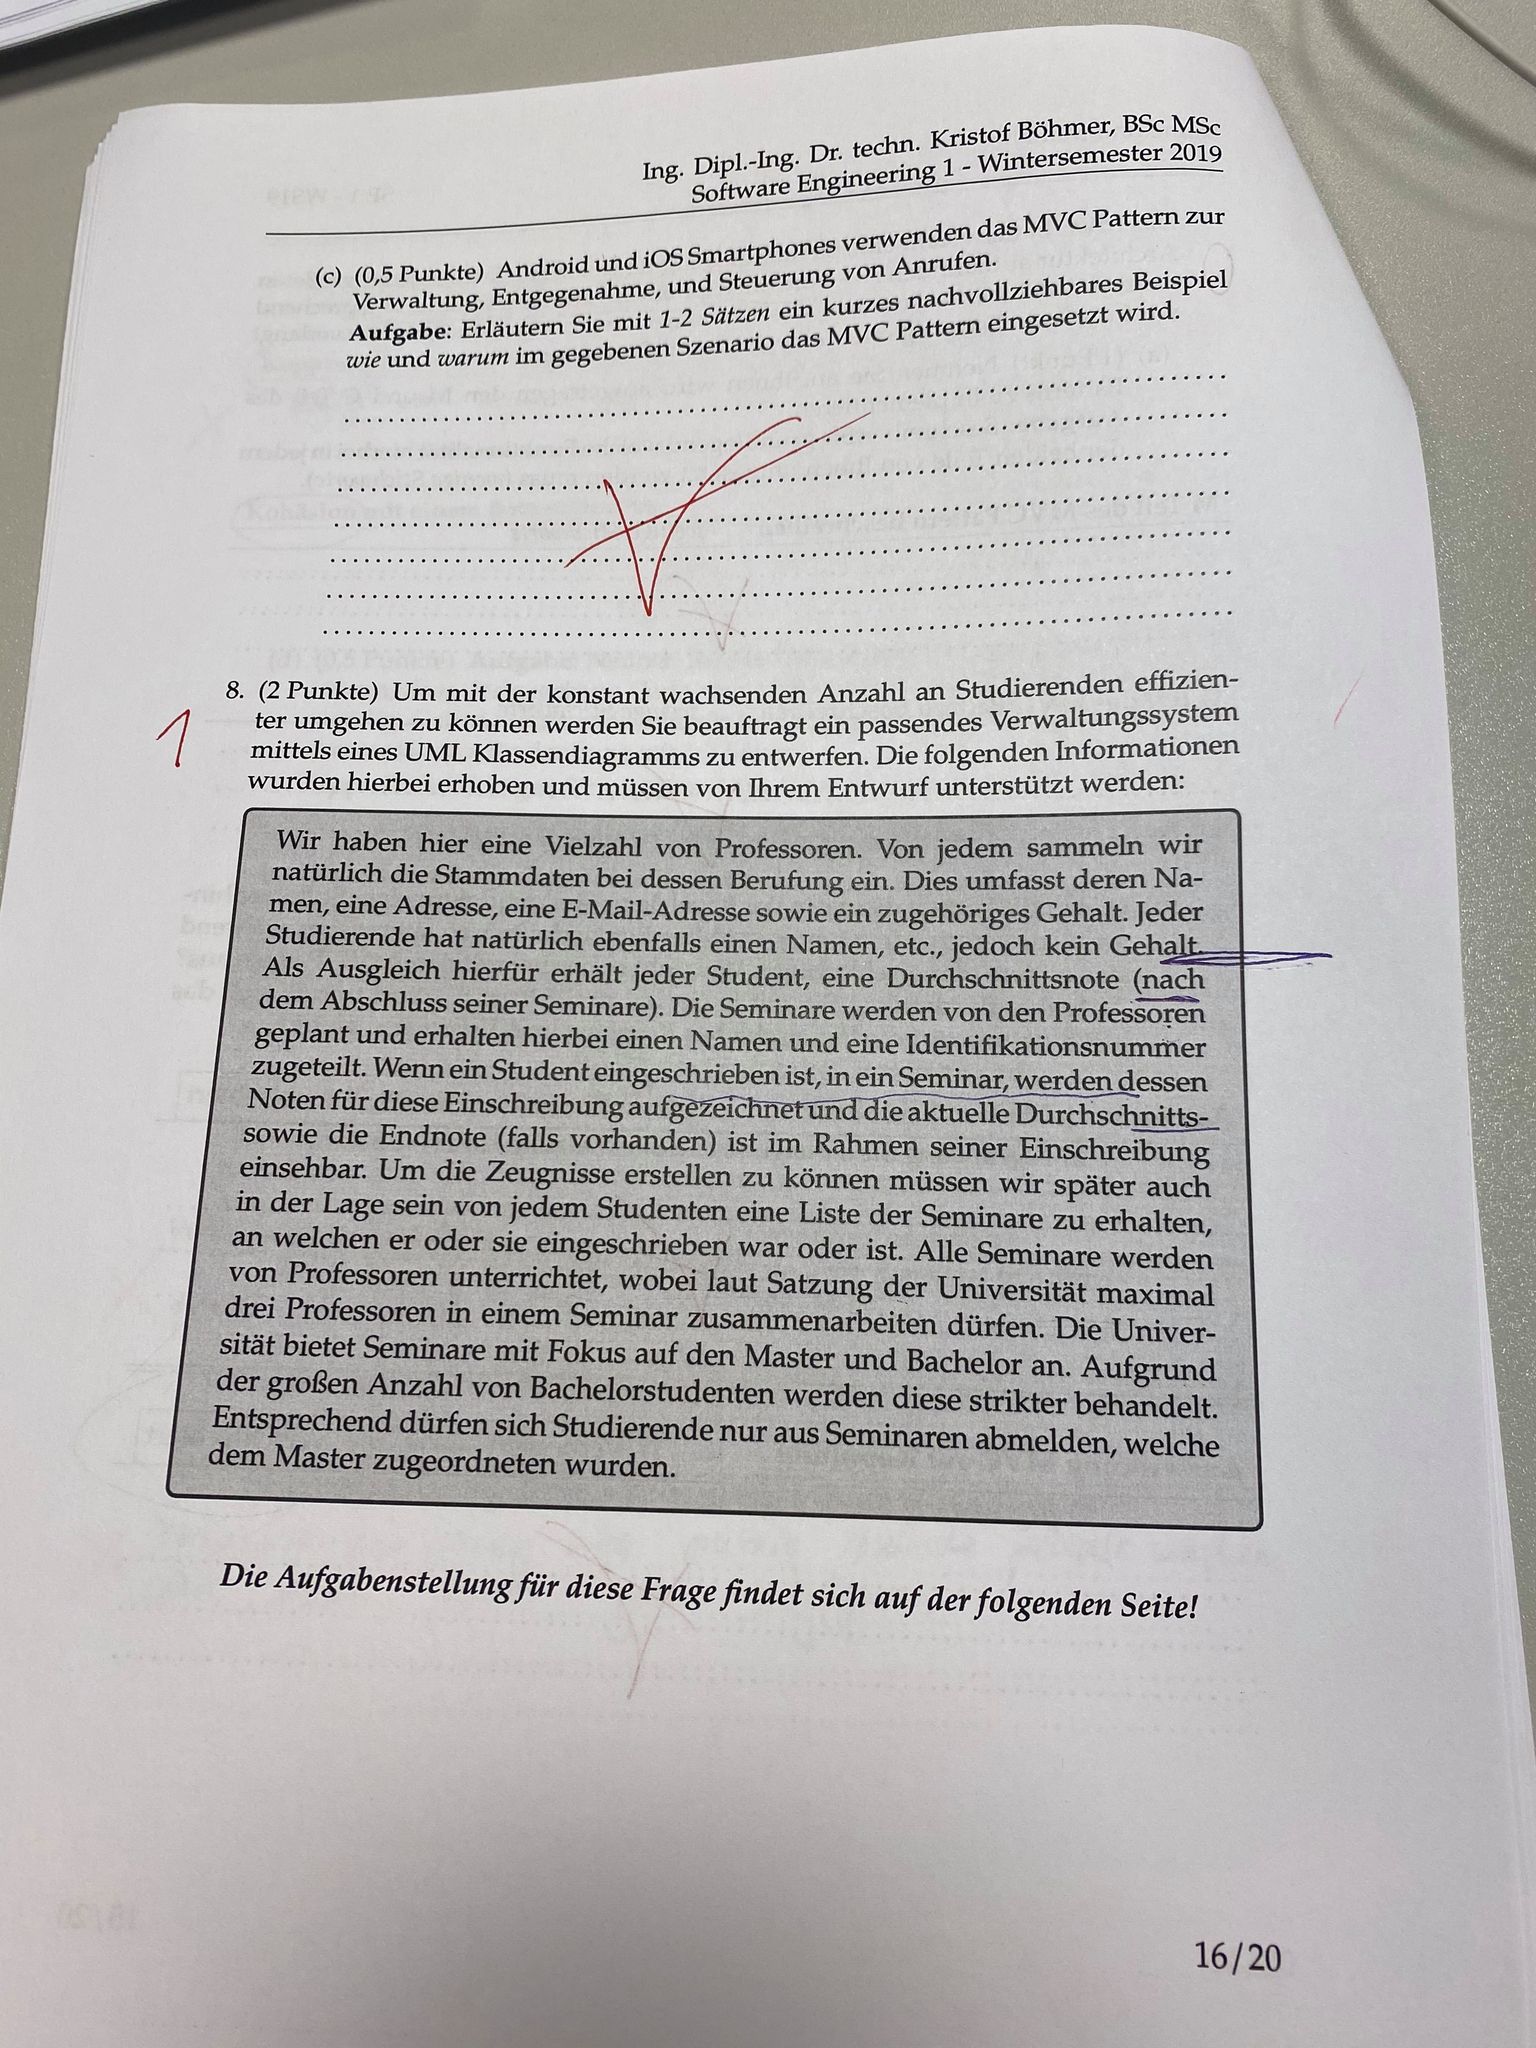 Ing. Dipl.-Ing. Dr. techn. Kristof Böhmer, BSc MSc
Software Engineering 1 - Wintersemester 2019
(c) (0,5 Punkte) Android und iOS Smartphones verwenden das MVC Pattern zur
Verwaltung, Entgegenahme, und Steuerung von Anrufen.
Aufgabe: Erläutern Sie mit 1-2 Sätzen ein kurzes nachvollziehbares Beispiel
wie und warum im gegebenen Szenario das MVC Pattern eingesetzt wird.
8. (2 Punkte) Um mit der konstant wachsenden Anzahl an Studierenden effizien-
1 ter umgehen zu können werden Sie beauftragt ein passendes Verwaltungssystem
mittels eines UML Klassendiagramms zu entwerfen. Die folgenden Informationen
wurden hierbei erhoben und müssen von Ihrem Entwurf unterstützt werden:
Wir haben hier eine Vielzahl von Professoren. Von jedem sammeln wir
natürlich die Stammdaten bei dessen Berufung ein. Dies umfasst deren Na-
men, eine Adresse, eine E-Mail-Adresse sowie ein zugehöriges Gehalt. Jeder
Studierende hat natürlich ebenfalls einen Namen, etc., jedoch kein Gehalt.
Als Ausgleich hierfür erhält jeder Student, eine Durchschnittsnote (nach
dem Abschluss seiner Seminare). Die Seminare werden von den Professoren
geplant und erhalten hierbei einen Namen und eine Identifikationsnummer
zugeteilt. Wenn ein Student eingeschrieben ist, in ein Seminar, werden dessen
Noten für diese Einschreibung aufgezeichnet und die aktuelle Durchschnitts-
sowie die Endnote (falls vorhanden) ist im Rahmen seiner Einschreibung
einsehbar. Um die Zeugnisse erstellen zu können müssen wir später auch
in der Lage sein von jedem Studenten eine Liste der Seminare zu erhalten,
an welchen er oder sie eingeschrieben war oder ist. Alle Seminare werden
von Professoren unterrichtet, wobei laut Satzung der Universität maximal
drei Professoren in einem Seminar zusammenarbeiten dürfen. Die Univer-
sität bietet Seminare mit Fokus auf den Master und Bachelor an. Aufgrund
der großen Anzahl von Bachelorstudenten werden diese strikter behandelt.
Entsprechend dürfen sich Studierende nur aus Seminaren abmelden, welche
dem Master zugeordneten wurden.
Die Aufgabenstellung für diese Frage findet sich auf der folgenden Seite!
16/20